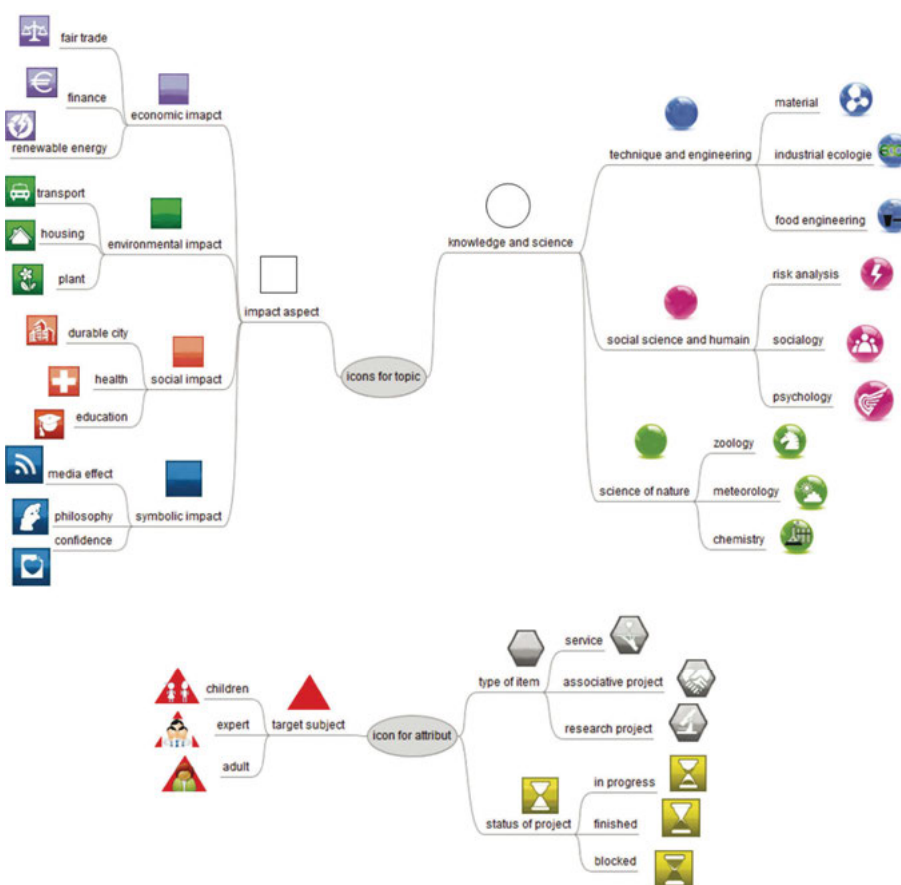 fair trade
finance
economic imapct
renewable energy
transport
housing
environmental impact
plant
impact aspect
durable city
health
social impact
education
media effect
philosophy
symbolic impact
confidence
icons for topic
knowledge and science
technique and engineering
material
industrial ecologie
food engineering
social science and humain
risk analysis
socialogy
psychology
science of nature
zoology
meteorology
chemistry
children
expert
target subject
adult
icon for attribut
type of item
service
associative project
research project
status of project
in progress
finished
blocked